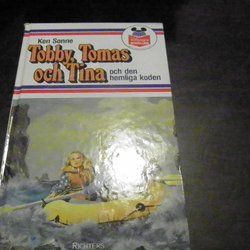 Ken Sonne
Tobby, Tomas
och Tina och den
hemliga koden
RICHTERS